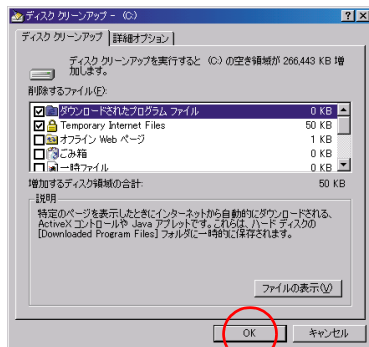 ディスク クリーンアップ - (C:)
ディスク クリーンアップ 詳細オプション
ディスク クリーンアップを実行すると (C:) の空き領域が 266,443 KB 増
加します。
削除するファイル(F):
ダウンロードされたプログラム ファイル 0 KB
Temporary Internet Files 50 KB
オフライン Web ページ 1 KB
ごみ箱 0 KB
一時ファイル 0 KB
増加するディスク領域の合計: 50 KB
説明
特定のページを表示したときにインターネットから自動的にダウンロードされる、
ActiveX コントロールや Java アプレットです。これらは、ハード ディスクの
[Downloaded Program Files] フォルダに一時的に保存されます。
ファイルの表示(V)
OK キャンセル